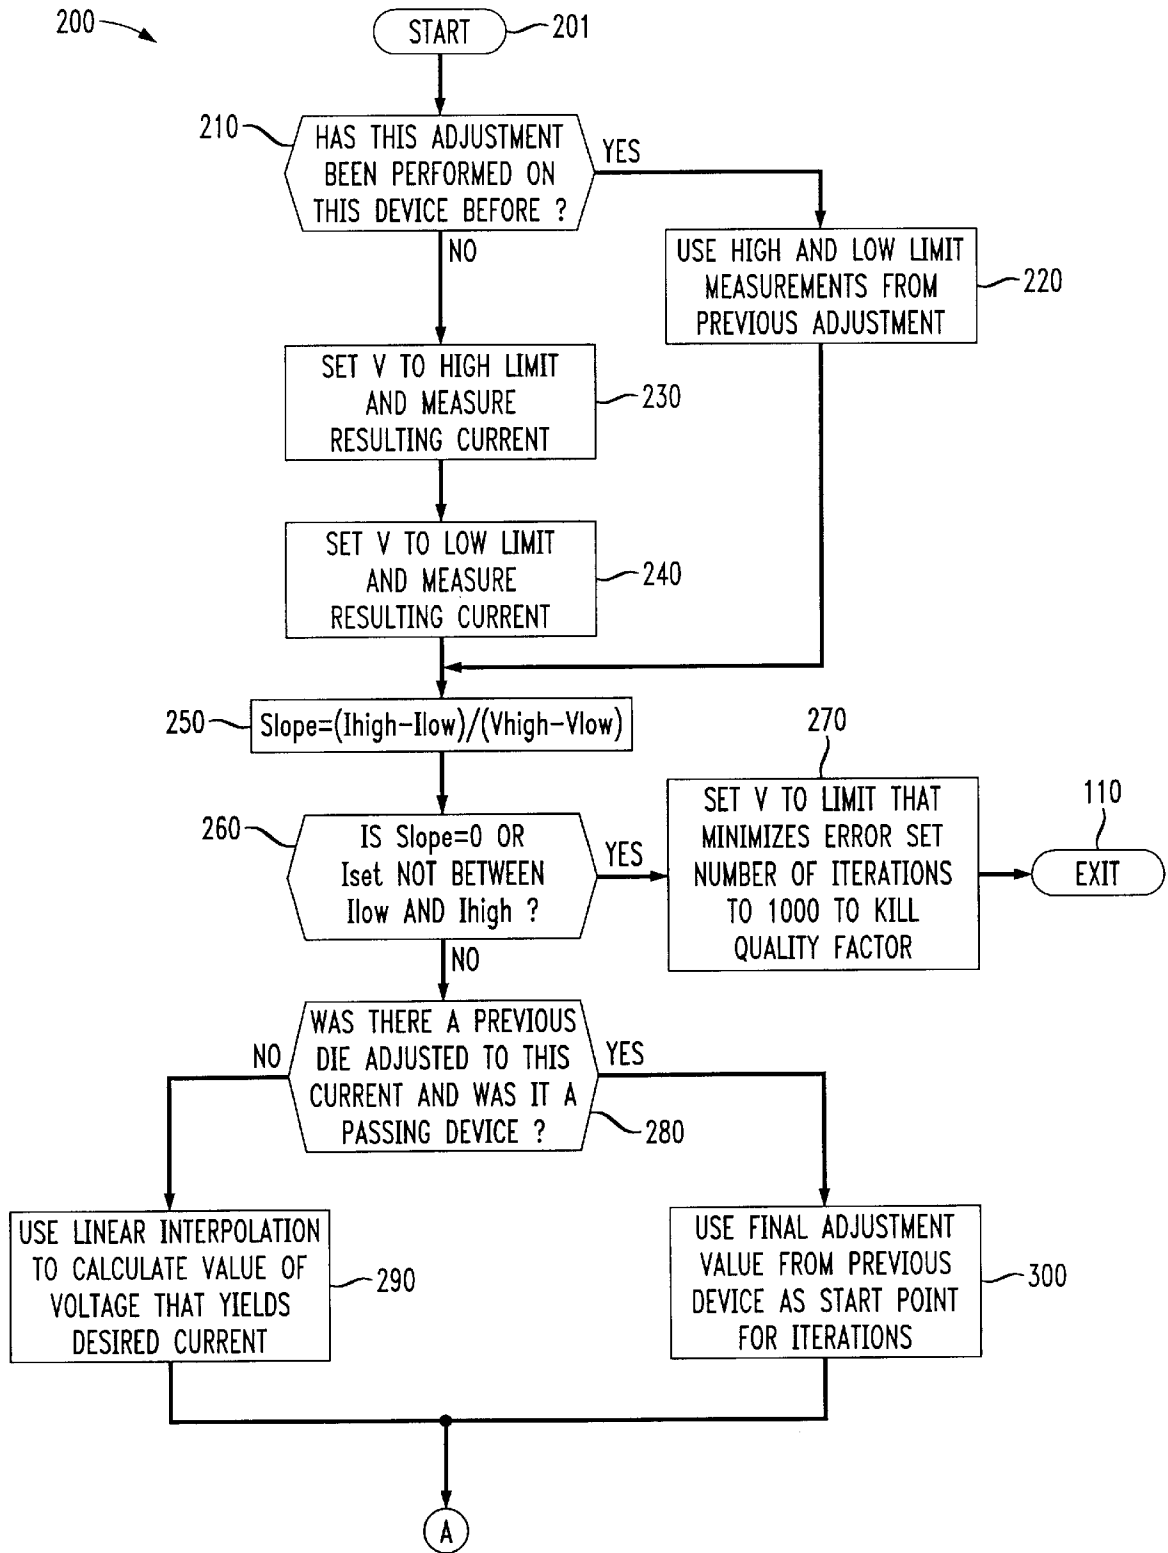 200
START
201
210
HAS THIS ADJUSTMENT
BEEN PERFORMED ON
THIS DEVICE BEFORE ?
YES
NO
USE HIGH AND LOW LIMIT
MEASUREMENTS FROM
PREVIOUS ADJUSTMENT
220
SET V TO HIGH LIMIT
AND MEASURE
RESULTING CURRENT
230
SET V TO LOW LIMIT
AND MEASURE
RESULTING CURRENT
240
250
Slope=(Ihigh-Ilow)/(Vhigh-Vlow)
260
IS Slope=0 OR
Iset NOT BETWEEN
Ilow AND Ihigh ?
YES
NO
270
SET V TO LIMIT THAT
MINIMIZES ERROR SET
NUMBER OF ITERATIONS
TO 1000 TO KILL
QUALITY FACTOR
110
EXIT
WAS THERE A PREVIOUS
DIE ADJUSTED TO THIS
CURRENT AND WAS IT A
PASSING DEVICE ?
NO
YES
280
USE LINEAR INTERPOLATION
TO CALCULATE VALUE OF
VOLTAGE THAT YIELDS
DESIRED CURRENT
290
USE FINAL ADJUSTMENT
VALUE FROM PREVIOUS
DEVICE AS START POINT
FOR ITERATIONS
300
A